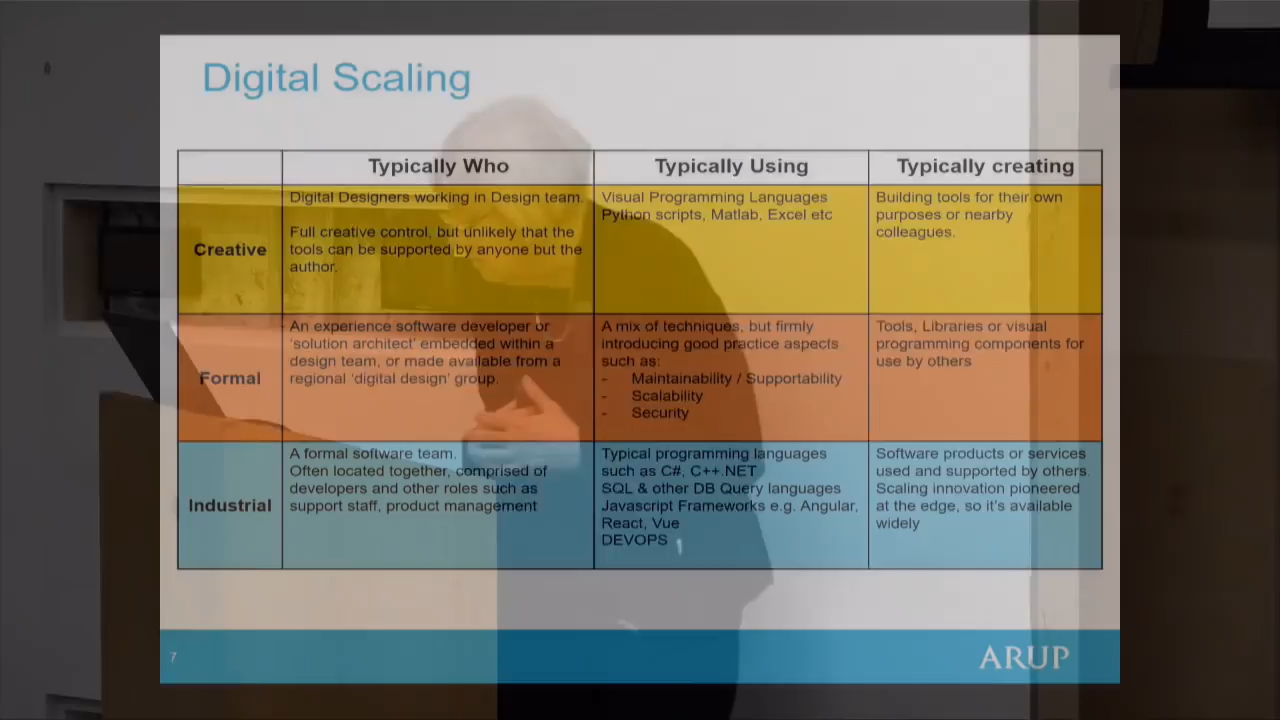 Digital Scaling
Typically Who
Typically Using
Typically creating
Creative
Digital Designers working in Design team.
Full creative control, but unlikely that the
tools can be supported by anyone but the
author.
Visual Programming Languages
Python scripts, Matlab, Excel etc
Building tools for their own
purposes or nearby
colleagues.
Formal
An experience software developer or
'solution architect' embedded within a
design team, or made available from a
regional 'digital design' group.
A mix of techniques, but firmly
introducing good practice aspects
such as:
- Maintainability / Supportability
- Scalability
- Security
Tools, Libraries or visual
programming components for
use by others
Industrial
A formal software team.
Often located together, comprised of
developers and other roles such as
support staff, product management
Typical programming languages
such as C#, C++.NET
SQL & other DB Query languages
Javascript Frameworks e.g. Angular,
React, Vue
DEVOPS
Software products or services
used and supported by others.
Scaling innovation pioneered
at the edge, so it's available
widely
7
ARUP